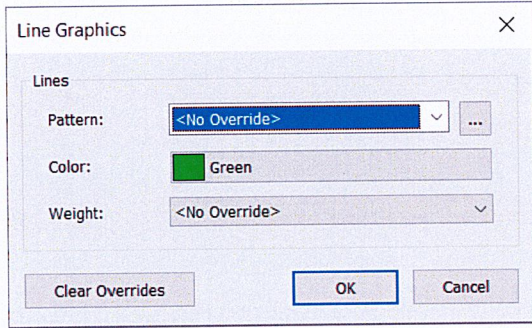 Line Graphics
Lines
Pattern: <No Override> ...
Color: Green
Weight: <No Override>
Clear Overrides OK Cancel